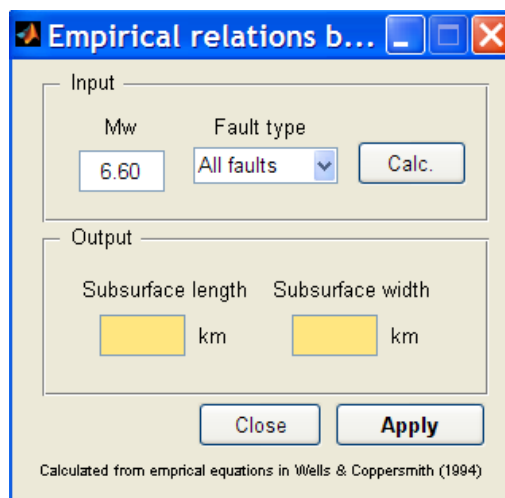 Empirical relations b...
Input
Mw Fault type
6.60 All faults Calc.
Output
Subsurface length Subsurface width
km km
Close Apply
Calculated from emprical equations in Wells & Coppersmith (1994)